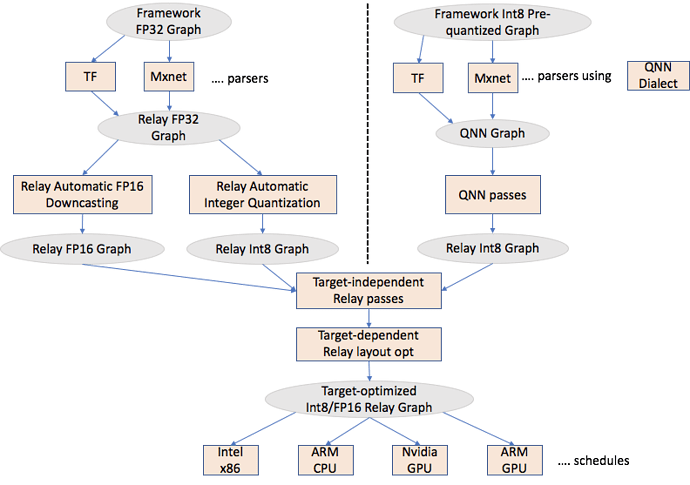 Framework
FP32 Graph
Framework Int8 Pre-
quantized Graph
TF
Mxnet
.... parsers
TF
Mxnet
.... parsers using
QNN
Dialect
Relay FP32
Graph
QNN Graph
Relay Automatic FP16
Downcasting
Relay Automatic
Integer Quantization
QNN passes
Relay FP16 Graph
Relay Int8 Graph
Relay Int8 Graph
Target-independent
Relay passes
Target-dependent
Relay layout opt
Target-optimized
Int8/FP16 Relay Graph
Intel
x86
ARM
CPU
Nvidia
GPU
ARM
GPU
.... schedules